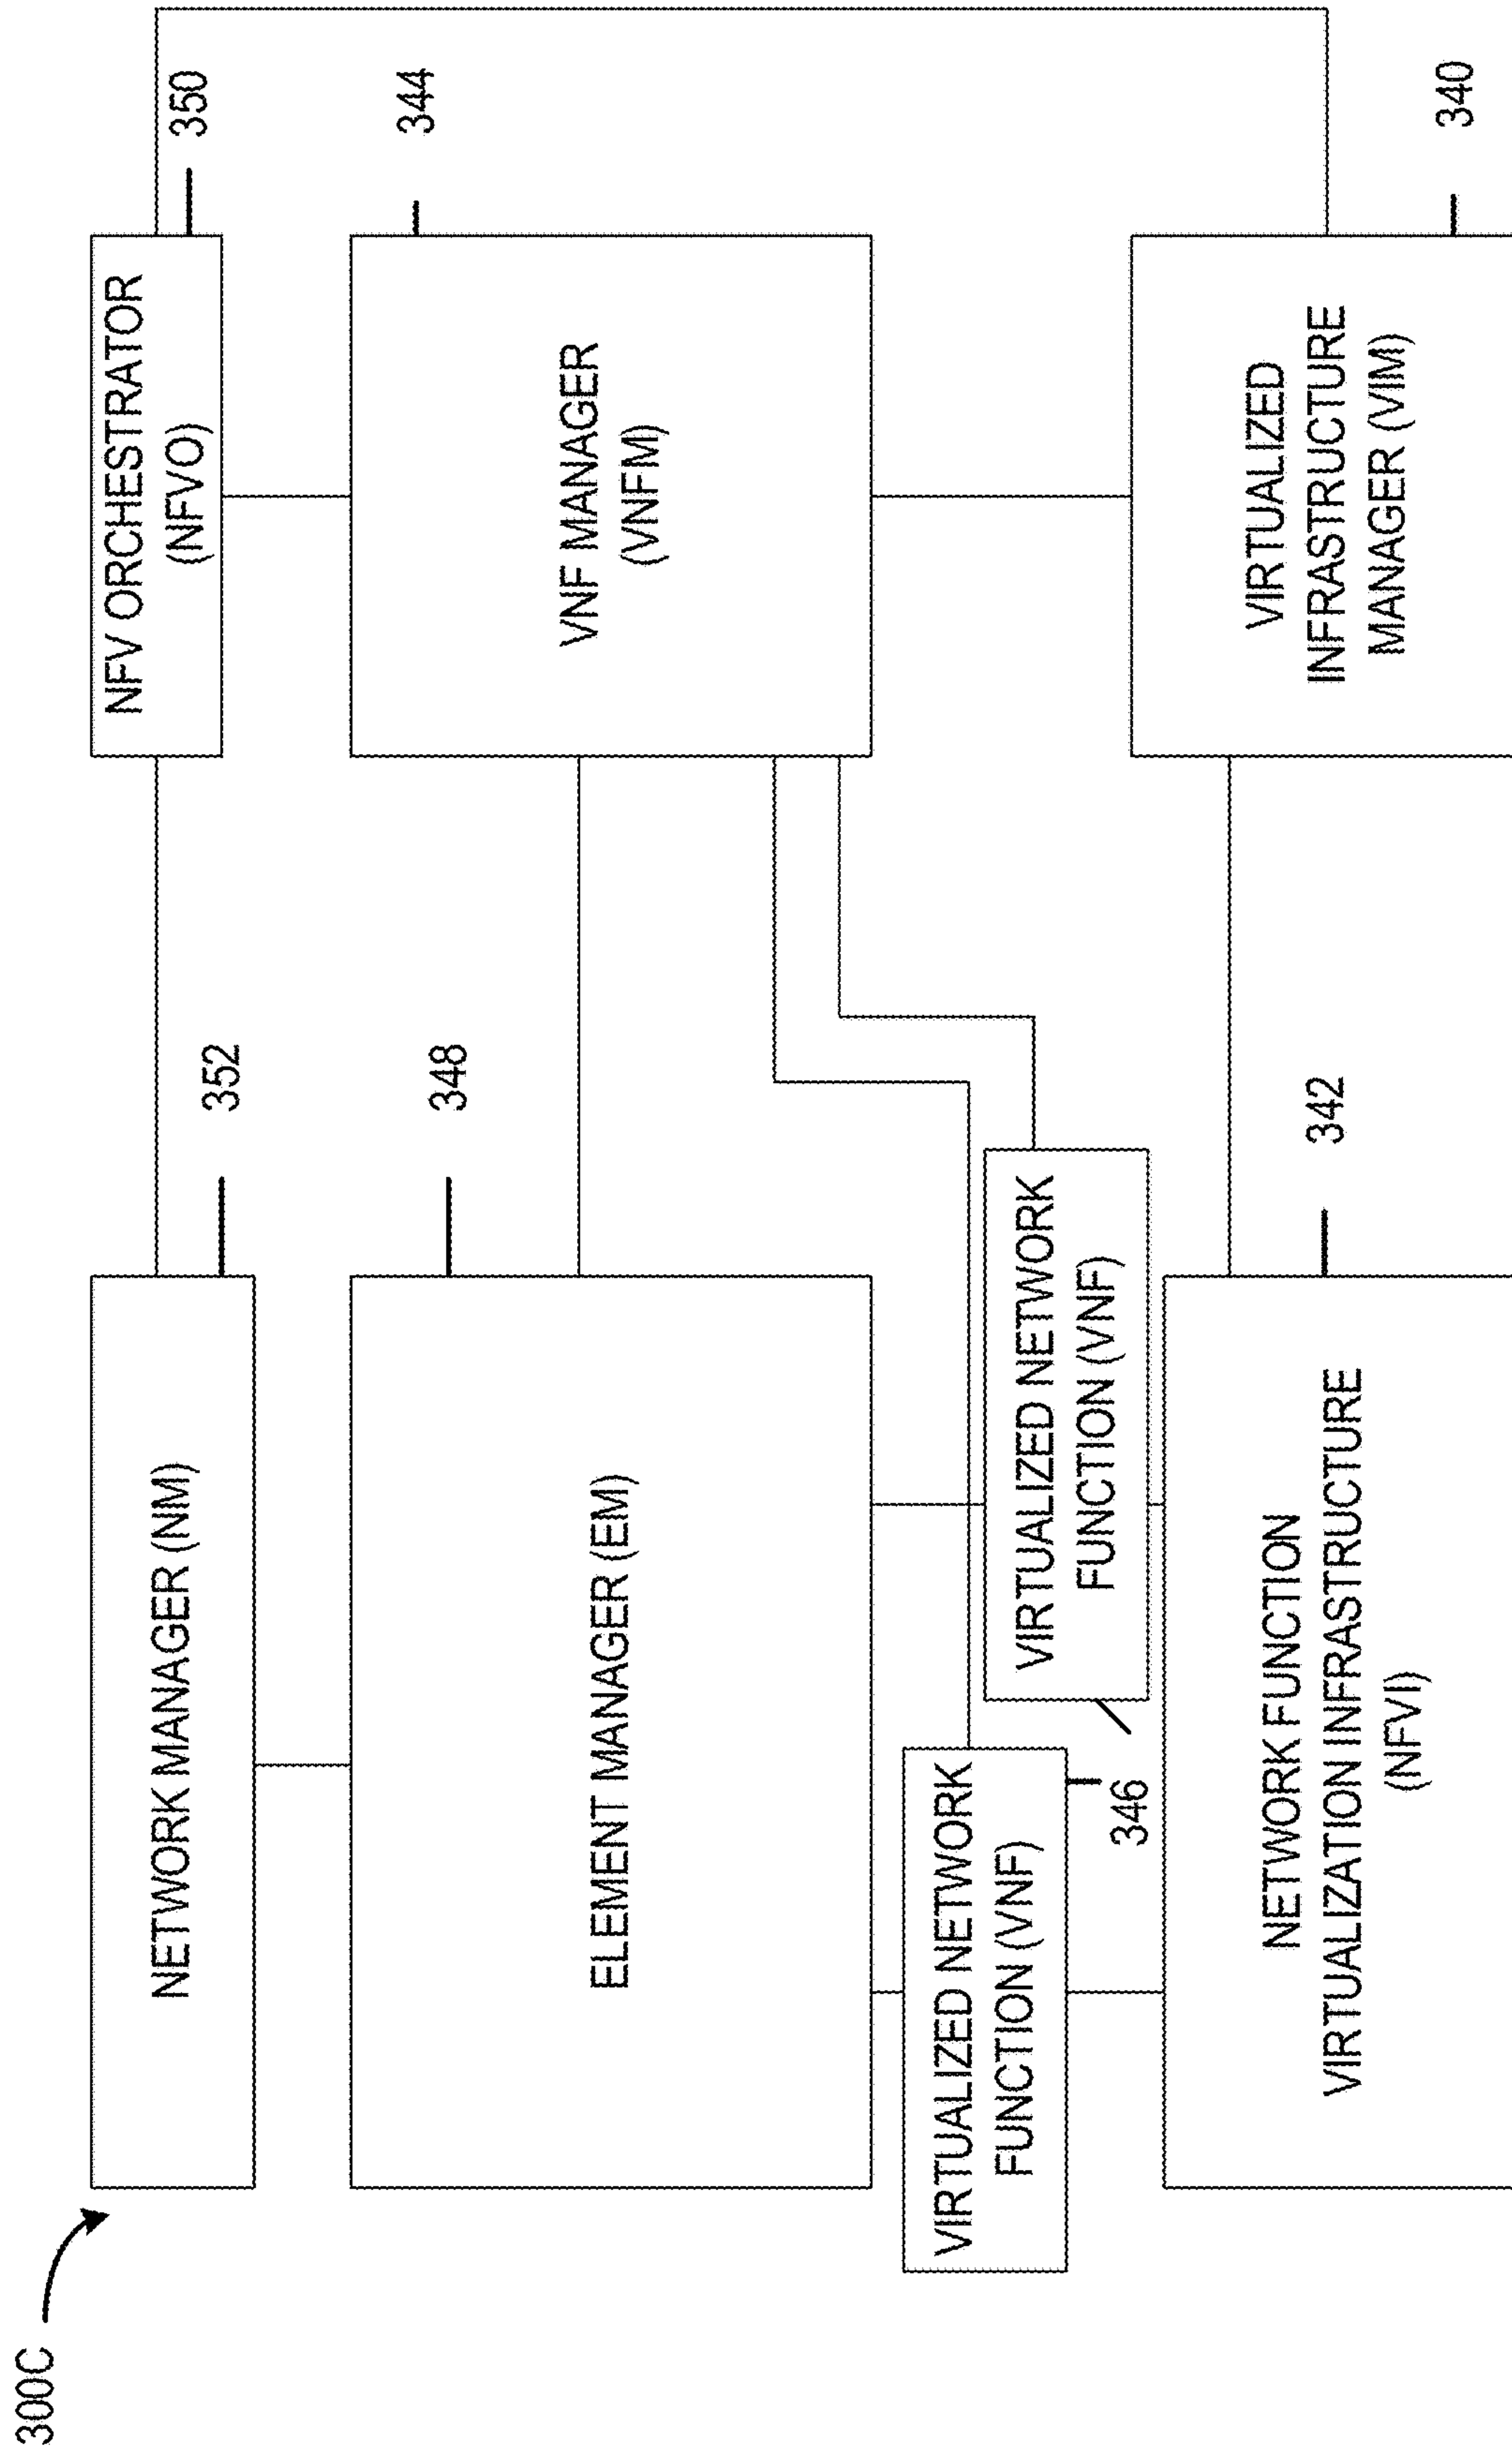 300C
NETWORK MANAGER (NM)
352
NFV ORCHESTRATOR
(NFVO)
350
ELEMENT MANAGER (EM)
348
VNF MANAGER
(VNFM)
344
VIRTUALIZED NETWORK
FUNCTION (VNF)
VIRTUALIZED NETWORK
FUNCTION (VNF)
346
NETWORK FUNCTION
VIRTUALIZATION INFRASTRUCTURE
(NFVI)
342
VIRTUALIZED
INFRASTRUCTURE
MANAGER (VIM)
340